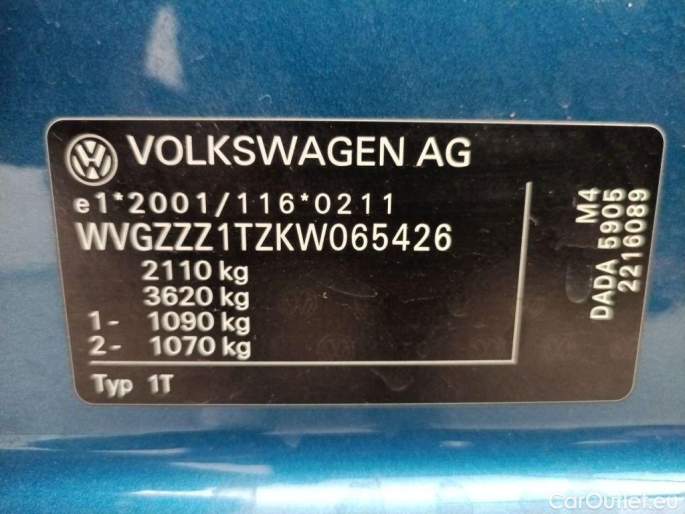 VOLKSWAGEN AG
e1*2001/116*0211
WVGZZZ1TZKW065426
2110 kg
3620 kg
1- 1090 kg
2- 1070 kg
Typ 1T
M4
DADA 5905
2216089
CarOutlet.eu